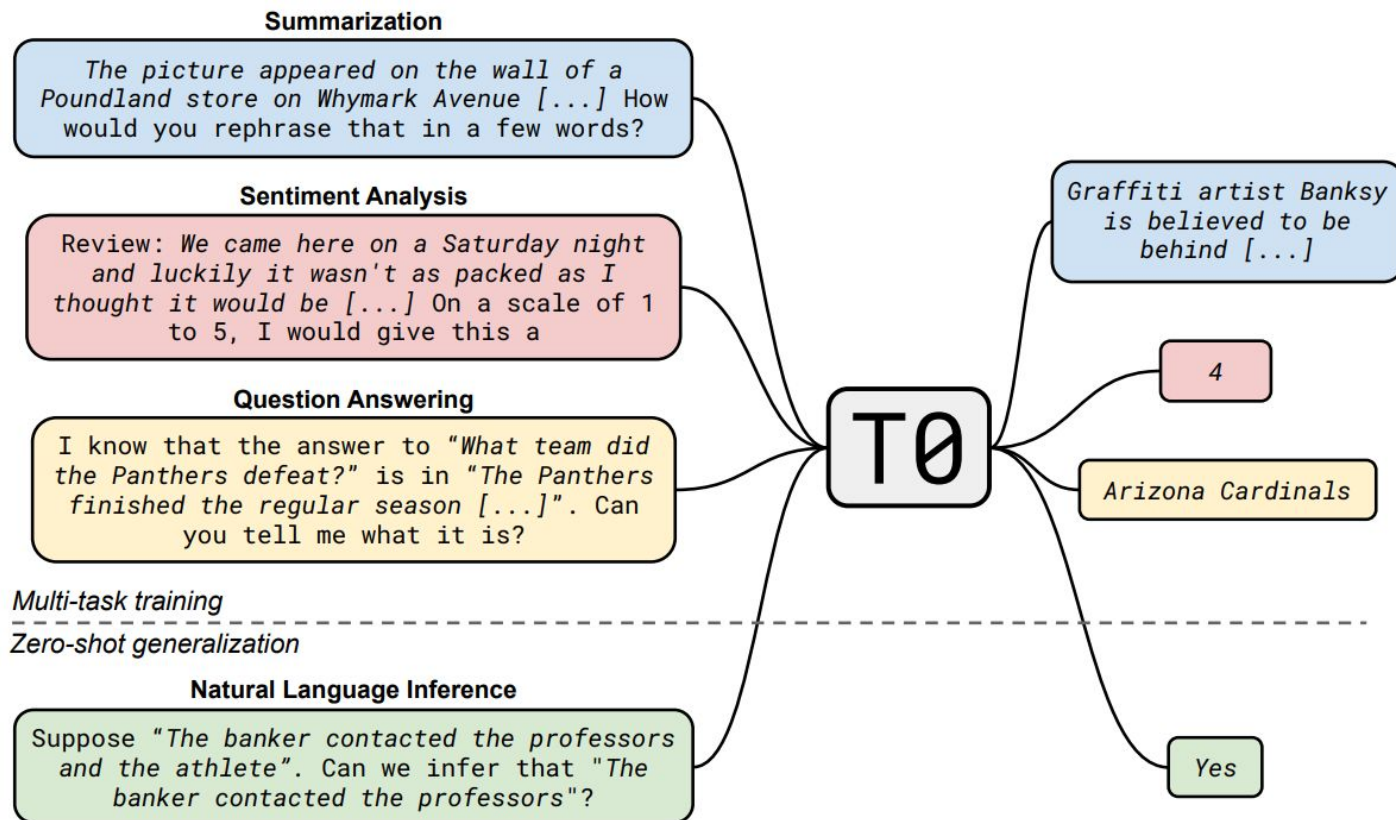 Summarization
The picture appeared on the wall of a
Poundland store on Whymark Avenue [...] How
would you rephrase that in a few words?
Sentiment Analysis
Review: We came here on a Saturday night
and luckily it wasn't as packed as I
thought it would be [...] On a scale of 1
to 5, I would give this a
Question Answering
I know that the answer to “What team did
the Panthers defeat?” is in “The Panthers
finished the regular season [...]”. Can
you tell me what it is?
Multi-task training
Zero-shot generalization
Natural Language Inference
Suppose “The banker contacted the professors
and the athlete”. Can we infer that "The
banker contacted the professors"?
T0
Graffiti artist Banksy
is believed to be
behind [...]
4
Arizona Cardinals
Yes